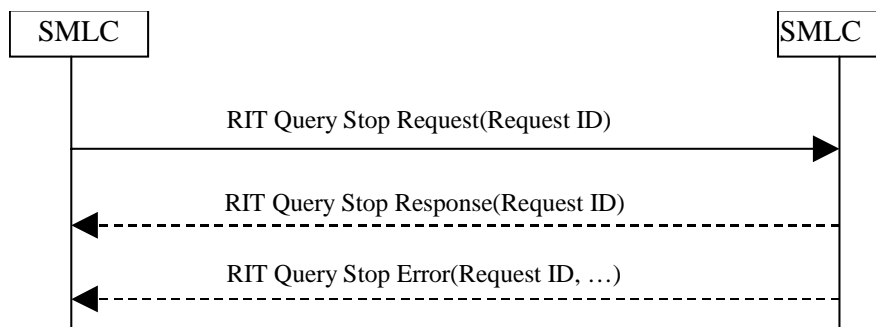 SMLC
SMLC
RIT Query Stop Request(Request ID)
RIT Query Stop Response(Request ID)
RIT Query Stop Error(Request ID, …)